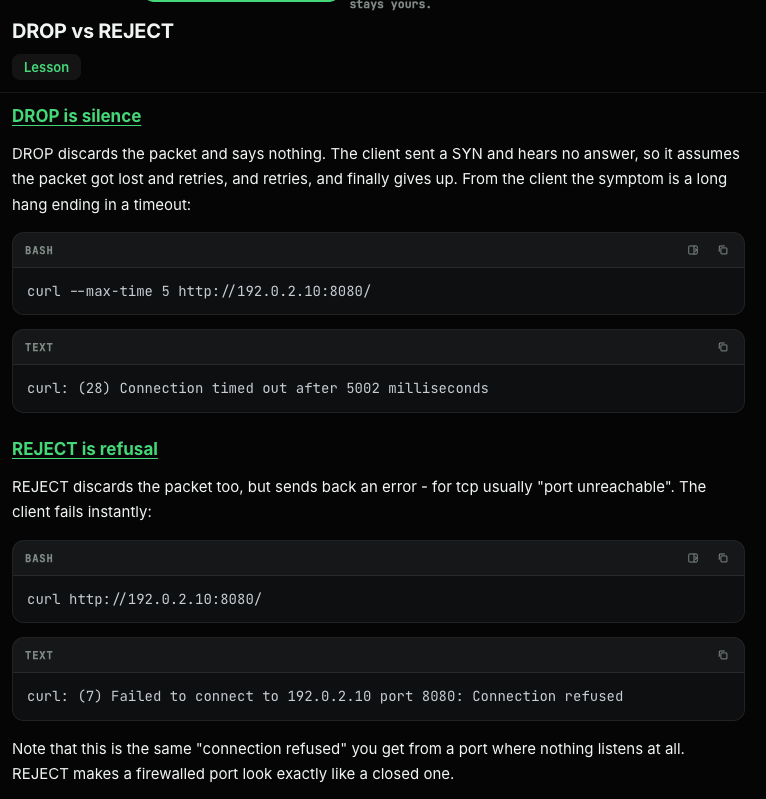 stays yours.
DROP vs REJECT
Lesson
DROP is silence
DROP discards the packet and says nothing. The client sent a SYN and hears no answer, so it assumes
the packet got lost and retries, and retries, and finally gives up. From the client the symptom is a long
hang ending in a timeout:
BASH
curl --max-time 5 http://192.0.2.10:8080/
TEXT
curl: (28) Connection timed out after 5002 milliseconds
REJECT is refusal
REJECT discards the packet too, but sends back an error - for tcp usually "port unreachable". The
client fails instantly:
BASH
curl http://192.0.2.10:8080/
TEXT
curl: (7) Failed to connect to 192.0.2.10 port 8080: Connection refused
Note that this is the same "connection refused" you get from a port where nothing listens at all.
REJECT makes a firewalled port look exactly like a closed one.